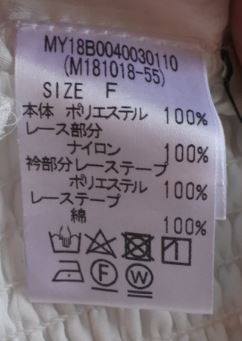 MY18B0040030110
(M181018-55)
SIZE F
本体 ポリエステル 100%
レース部分
ナイロン 100%
衿部分レーステープ
ポリエステル 100%
レーステープ
綿 100%
F W